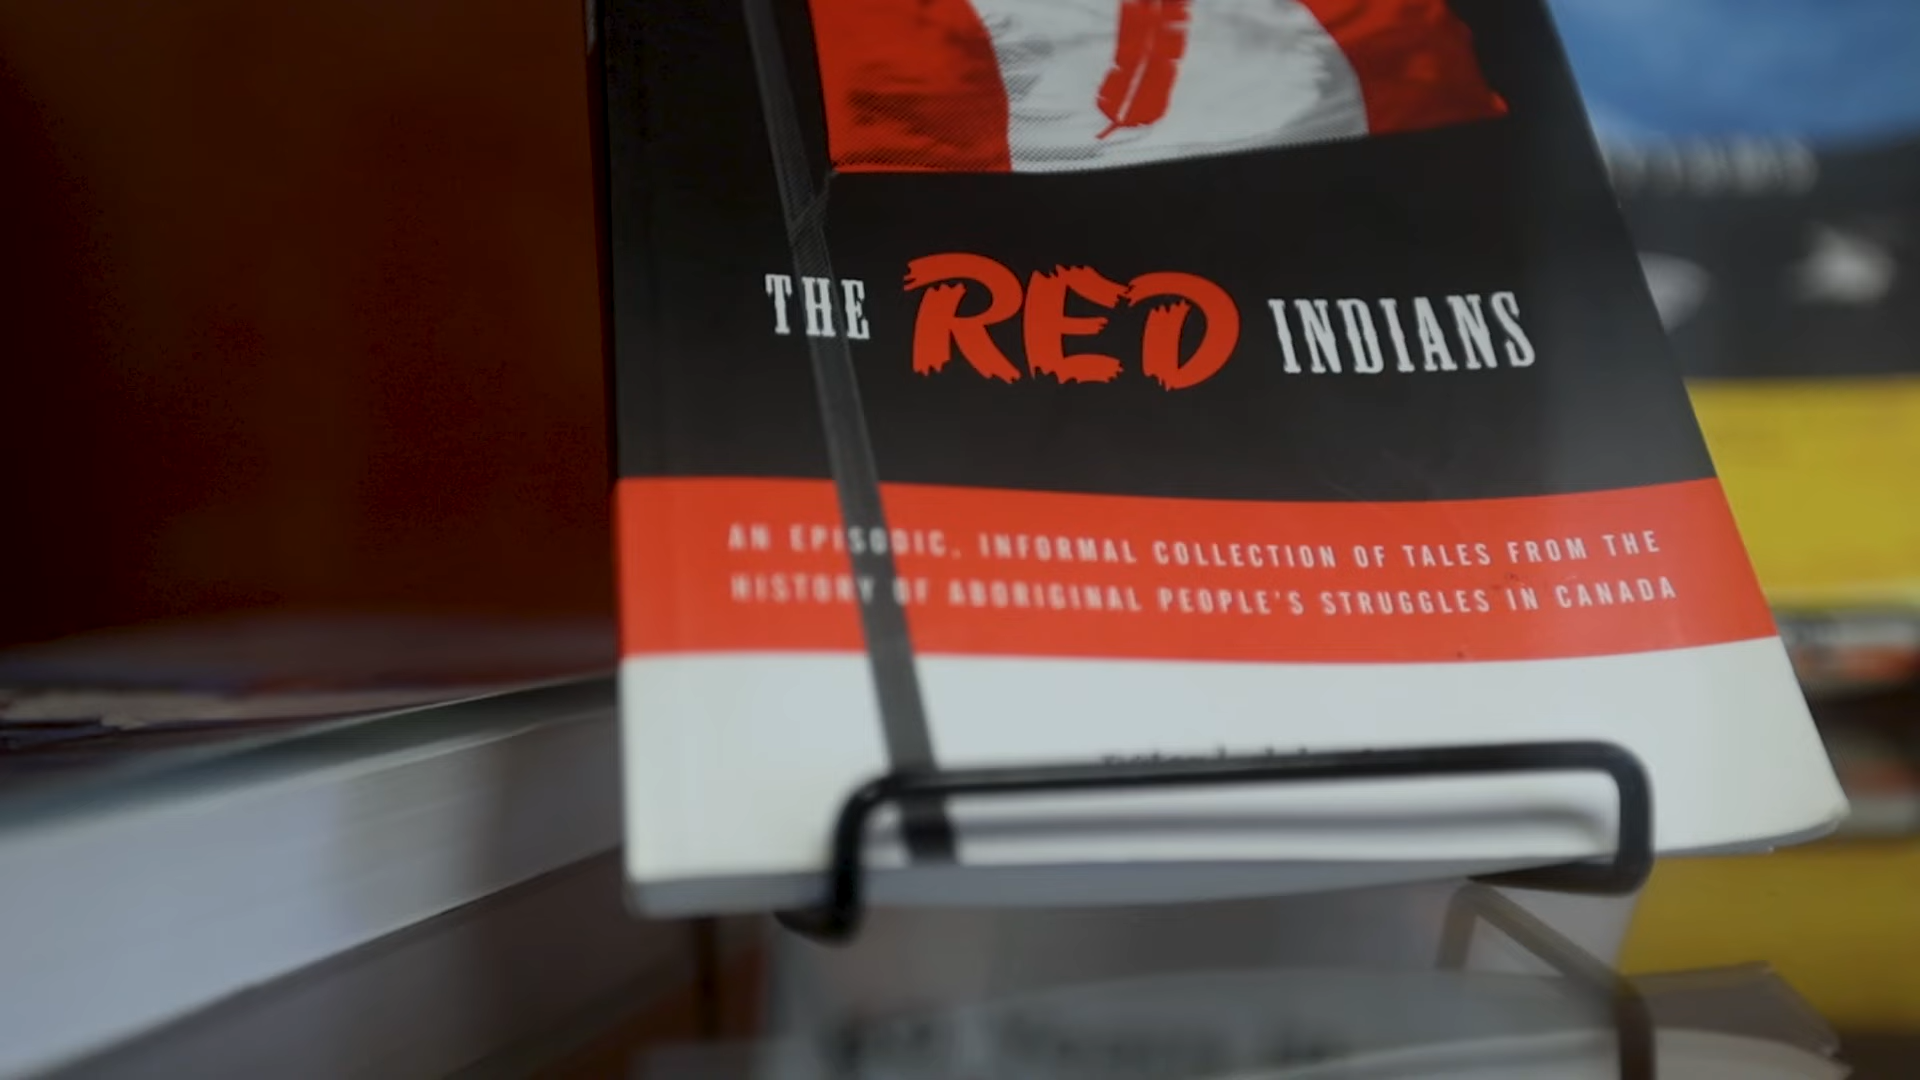 THE RED INDIANS
AN EPISODIC, INFORMAL COLLECTION OF TALES FROM THE
HISTORY OF ABORIGINAL PEOPLE'S STRUGGLES IN CANADA